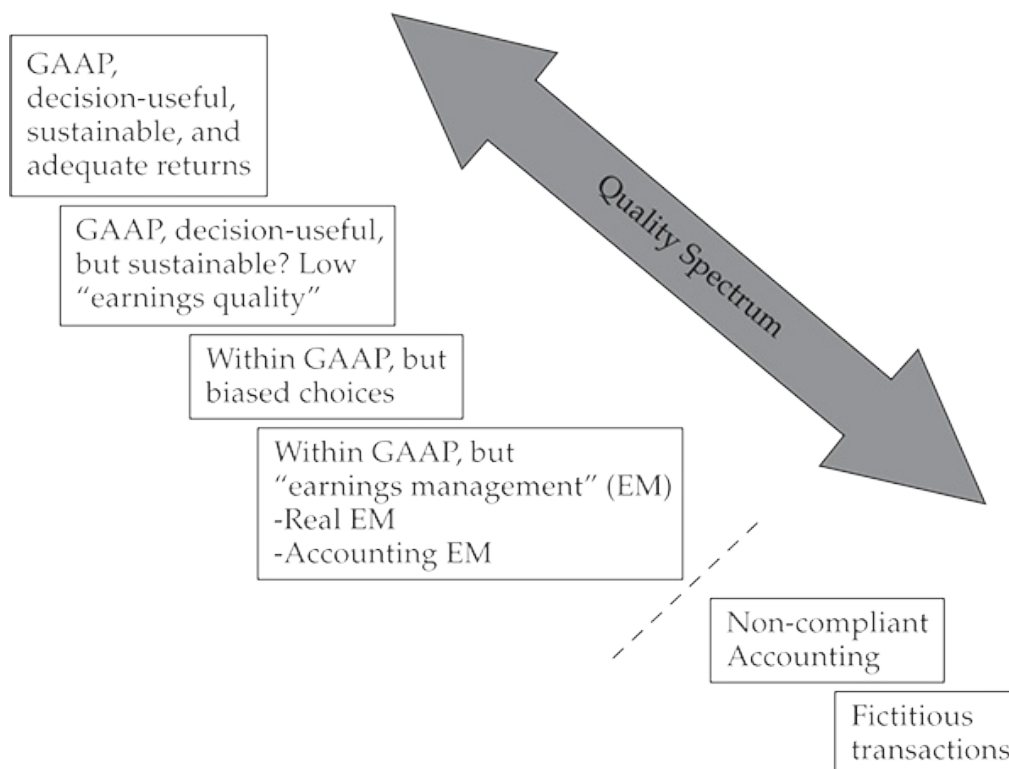 GAAP,
decision-useful,
sustainable, and
adequate returns
GAAP, decision-useful,
but sustainable? Low
“earnings quality”
Within GAAP, but
biased choices
Within GAAP, but
“earnings management” (EM)
-Real EM
-Accounting EM
Quality Spectrum
Non-compliant
Accounting
Fictitious
transactions